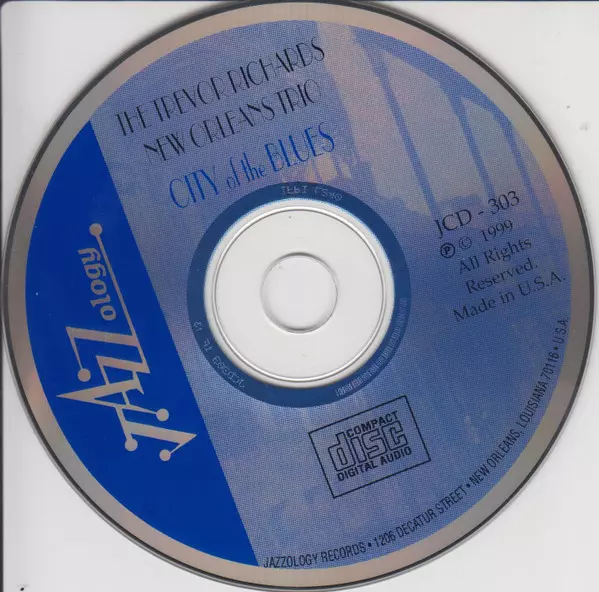 THE TREVOR RICHARDS
NEW ORLEANS TRIO
CITY of the BLUES
JAZZology
JCD - 303
℗ © 1999
All Rights
Reserved.
Made in U.S.A.
COMPACT
disc
DIGITAL AUDIO
JAZZOLOGY RECORDS • 1206 DECATUR STREET • NEW ORLEANS, LOUISIANA 70116 • U.S.A.